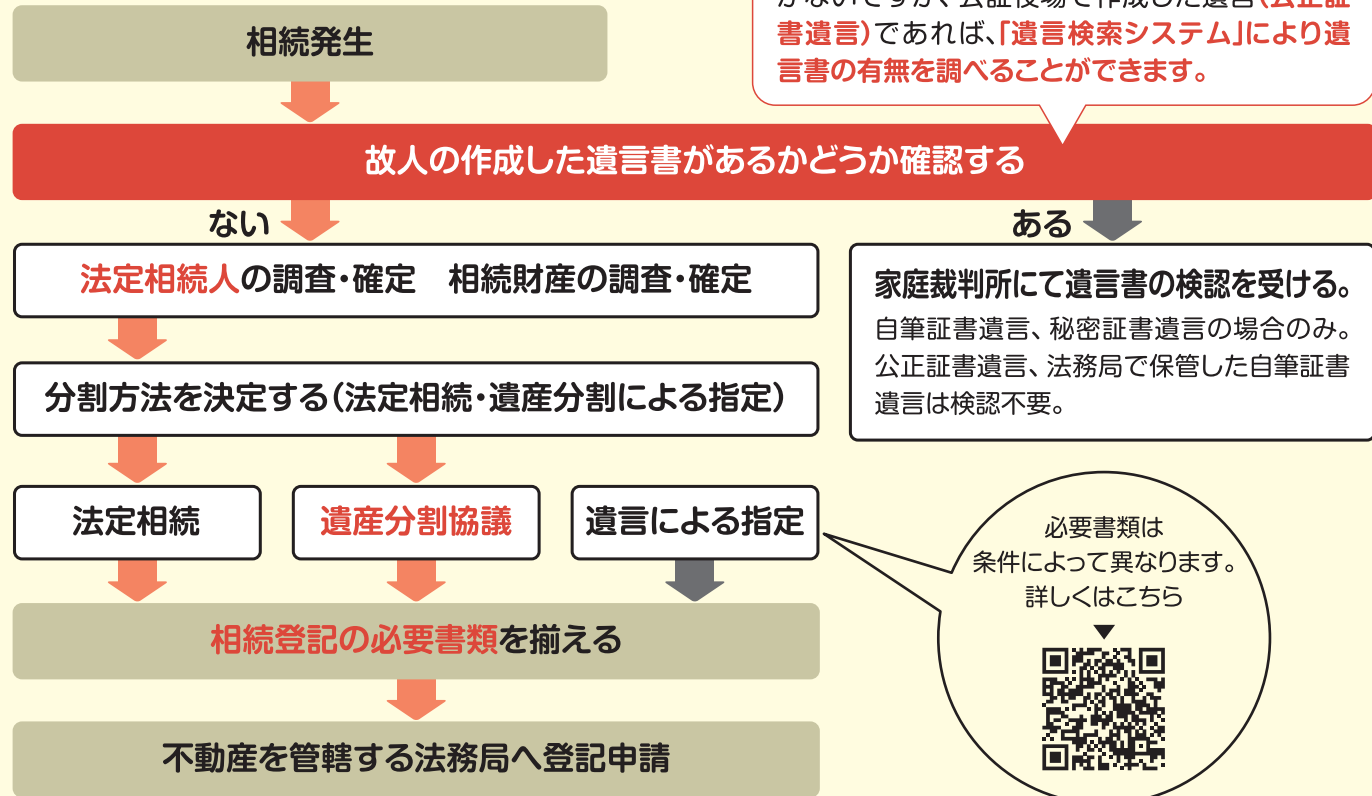 相続発生
書遺言)であれば、「遺言検索システム」により遺
言書の有無を調べることができます。
故人の作成した遺言書があるかどうか確認する
ない
ある
法定相続人の調査・確定 相続財産の調査・確定
家庭裁判所にて遺言書の検認を受ける。
自筆証書遺言、秘密証書遺言の場合のみ。
公正証書遺言、法務局で保管した自筆証書
遺言は検認不要。
分割方法を決定する(法定相続・遺産分割による指定)
法定相続
遺産分割協議
遺言による指定
必要書類は
条件によって異なります。
詳しくはこちら
相続登記の必要書類を揃える
不動産を管轄する法務局へ登記申請